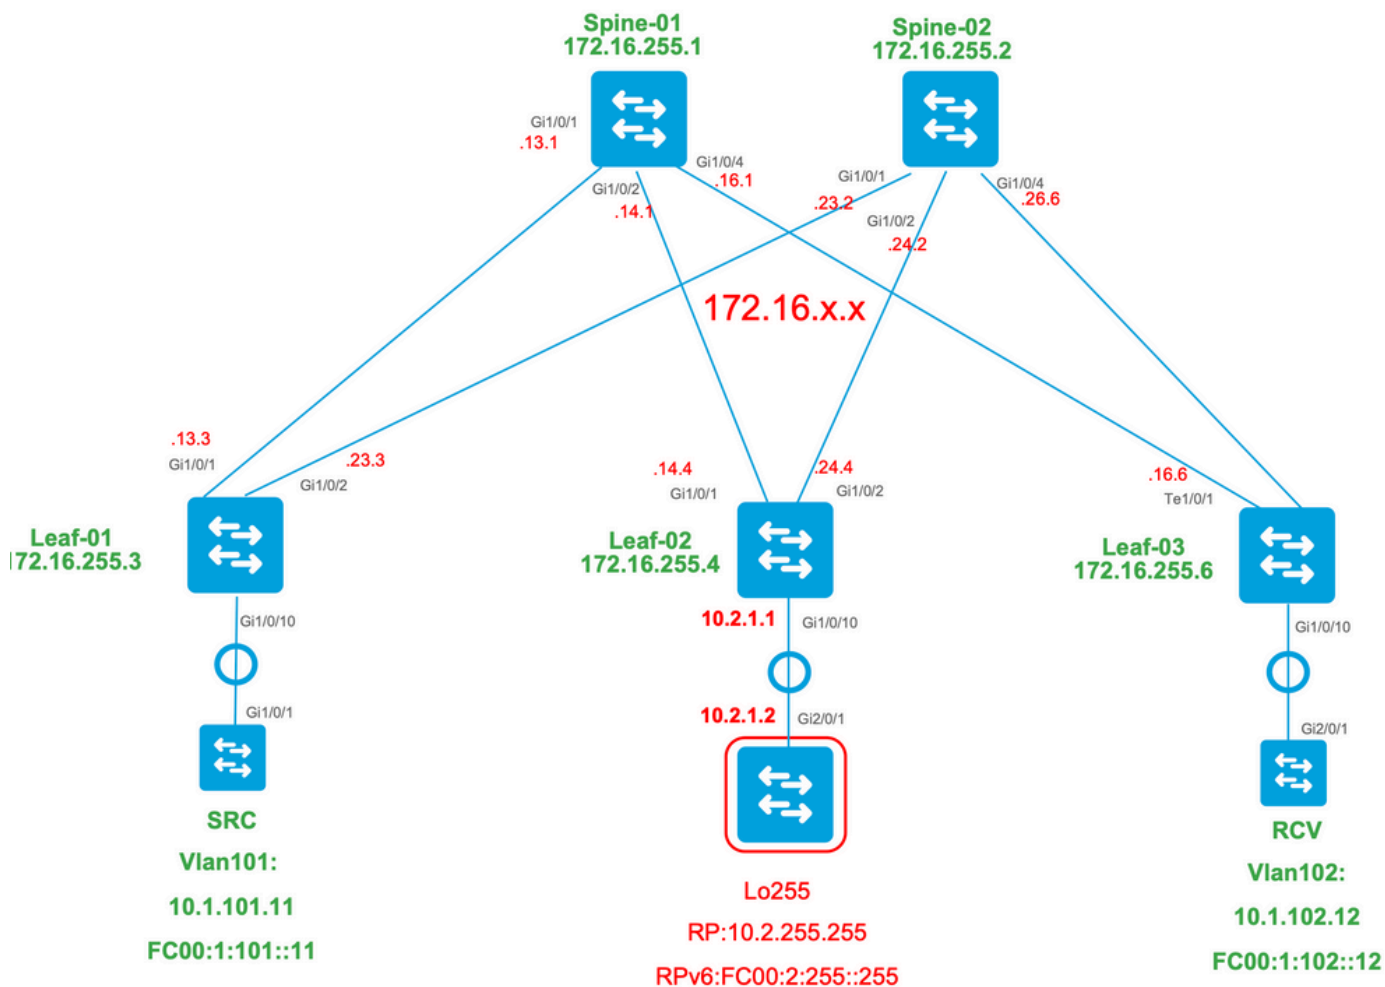 Spine-01
172.16.255.1
Spine-02
172.16.255.2
Gi1/0/1
.13.1
Gi1/0/2
.14.1
Gi1/0/4
.16.1
Gi1/0/1
.23.2
Gi1/0/2
.24.2
Gi1/0/4
.26.6
172.16.x.x
.13.3
Gi1/0/1
.23.3
Gi1/0/2
.14.4
Gi1/0/1
.24.4
Gi1/0/2
.16.6
Te1/0/1
Leaf-01
172.16.255.3
Leaf-02
172.16.255.4
Leaf-03
172.16.255.6
Gi1/0/10
Gi1/0/1
10.2.1.1
Gi1/0/10
10.2.1.2
Gi2/0/1
Gi1/0/10
Gi2/0/1
SRC
Vlan101:
10.1.101.11
FC00:1:101::11
Lo255
RP:10.2.255.255
RPv6:FC00:2:255::255
RCV
Vlan102:
10.1.102.12
FC00:1:102::12